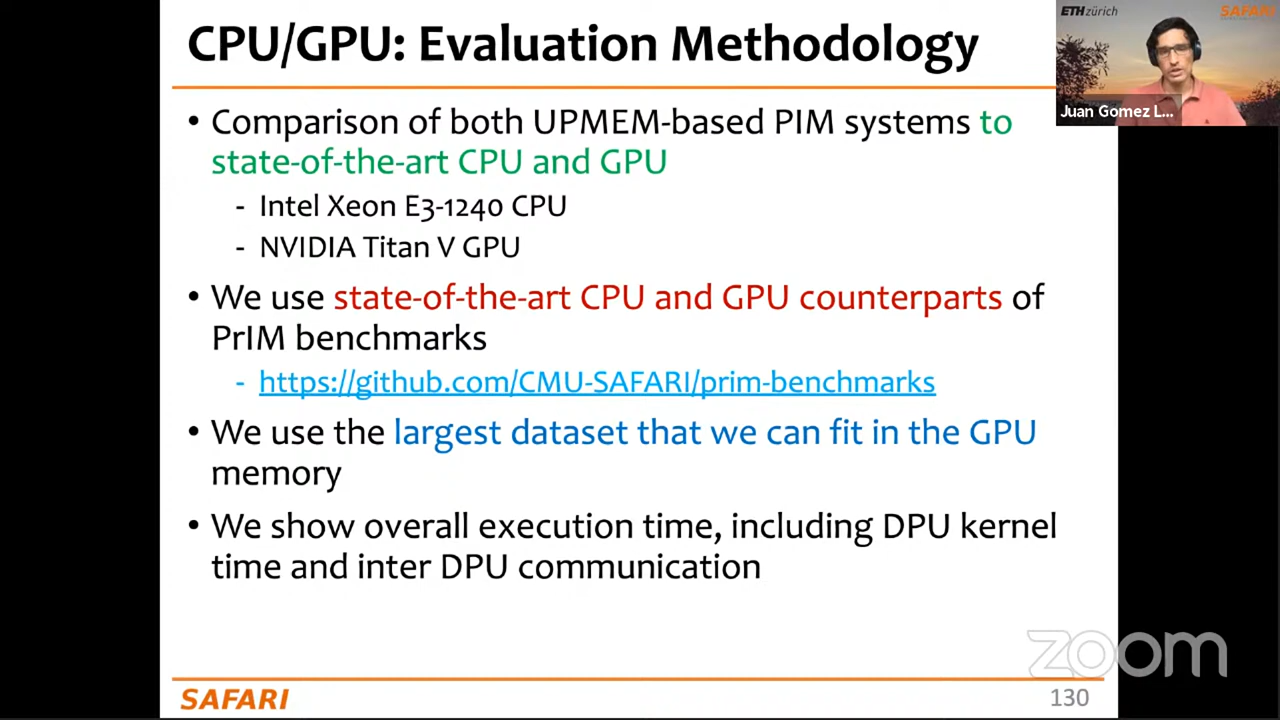 CPU/GPU: Evaluation Methodology
ETHzürich
SAFARI
Juan Gomez L...
• Comparison of both UPMEM-based PIM systems to
state-of-the-art CPU and GPU
- Intel Xeon E3-1240 CPU
- NVIDIA Titan V GPU
• We use state-of-the-art CPU and GPU counterparts of
PrIM benchmarks
- https://github.com/CMU-SAFARI/prim-benchmarks
• We use the largest dataset that we can fit in the GPU
memory
• We show overall execution time, including DPU kernel
time and inter DPU communication
zoom
SAFARI
130